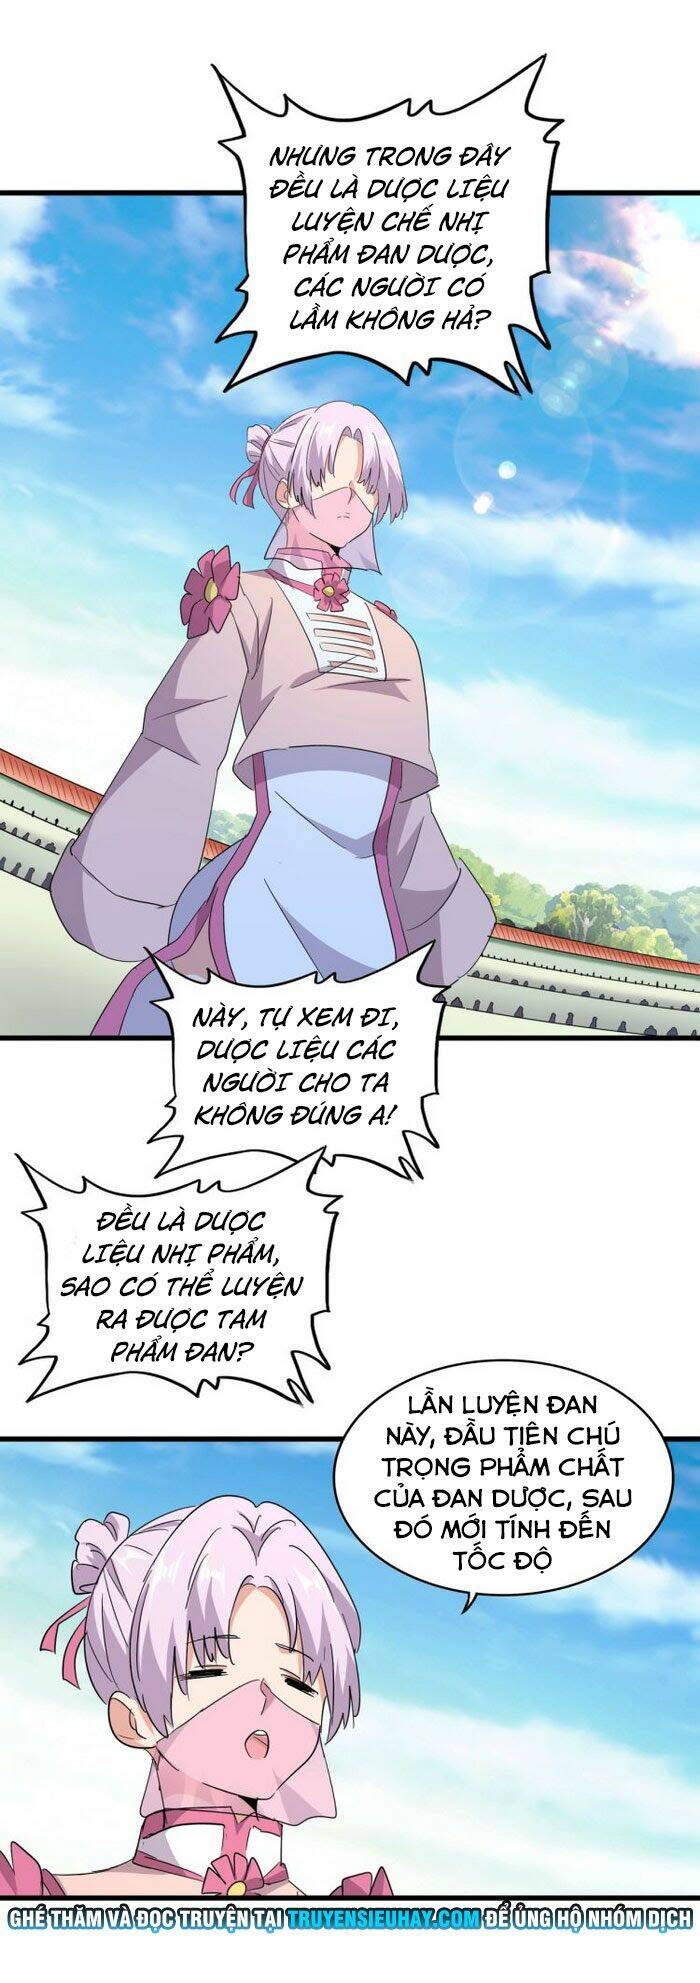 NHƯNG TRONG ĐÂY
ĐỀU LÀ DƯỢC LIỆU
LUYỆN CHẾ NHỊ
PHẨM ĐAN DƯỢC,
CÁC NGƯỜI CÓ
LẦM KHÔNG HẢ?
NÀY, TỰ XEM ĐI,
DƯỢC LIỆU CÁC
NGƯỜI CHO TA
KHÔNG ĐÚNG A!
ĐỀU LÀ DƯỢC
LIỆU NHỊ PHẨM,
SAO CÓ THỂ LUYỆN
RA ĐƯỢC TAM
PHẨM ĐAN?
LẦN LUYỆN ĐAN
NÀY, ĐẦU TIÊN CHÚ
TRỌNG PHẨM CHẤT
CỦA ĐAN DƯỢC, SAU
ĐÓ MỚI TÍNH ĐẾN
TỐC ĐỘ
GHÉ THĂM VÀ ĐỌC TRUYỆN TẠI TRUYENSIEUHAY.COM ĐỂ ỦNG HỘ NHÓM DỊCH